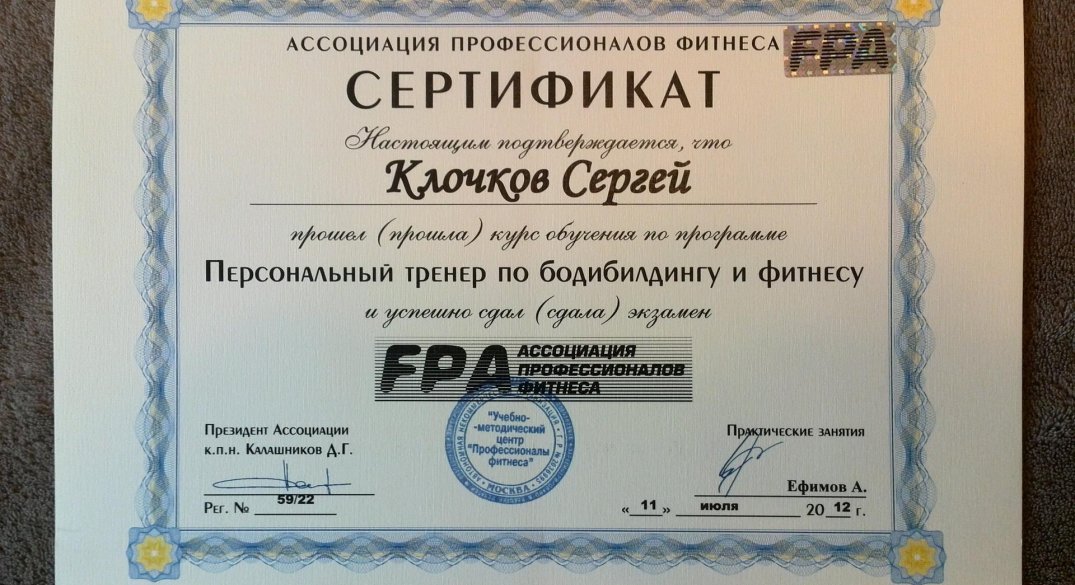 АССОЦИАЦИЯ ПРОФЕССИОНАЛОВ ФИТНЕСА
FPA
СЕРТИФИКАТ
Настоящим подтверждается, что
Клочков Сергей
прошел (прошла) курс обучения по программе
Персональный тренер по бодибилдингу и фитнесу
и успешно сдал (сдала) экзамен
FPA АССОЦИАЦИЯ
ПРОФЕССИОНАЛОВ
ФИТНЕСА
"Учебно-
-методический
центр
"Профессионалы
фитнеса"
МОСКВА
Президент Ассоциации
к.п.н. Калашников Д.Г.
Рег. № 59/22
Практические занятия
Ефимов А.
« 11 » июля 20 12 г.